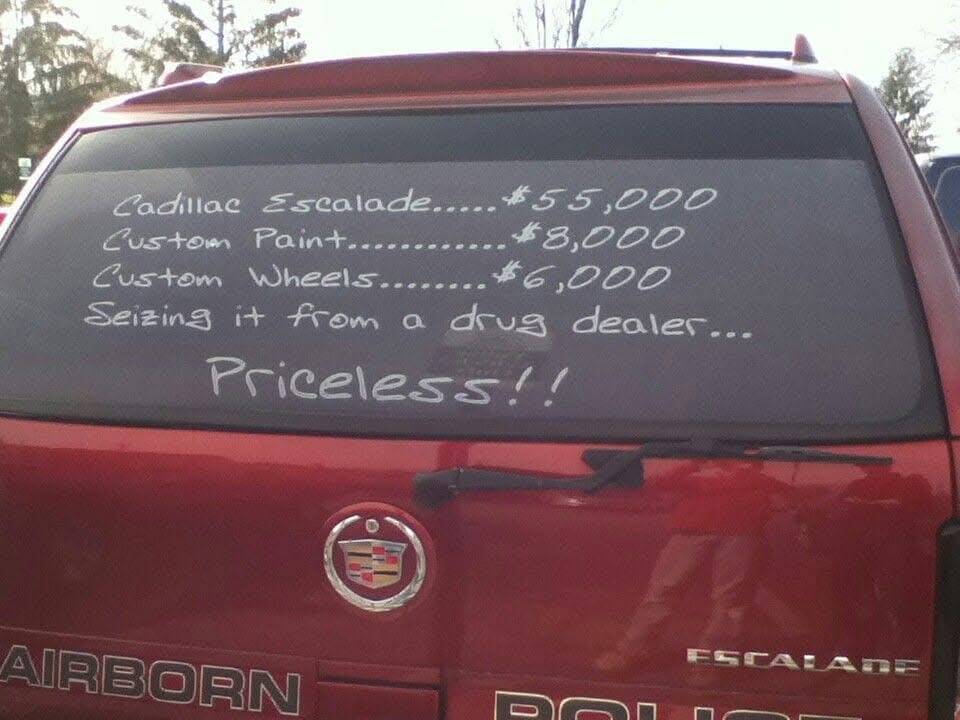 Cadillac Escalade.....$55,000
Custom Paint.............$8,000
Custom Wheels........$6,000
Seizing it from a drug dealer...
Priceless!!
ESCALADE
AIRBORN
POLICE